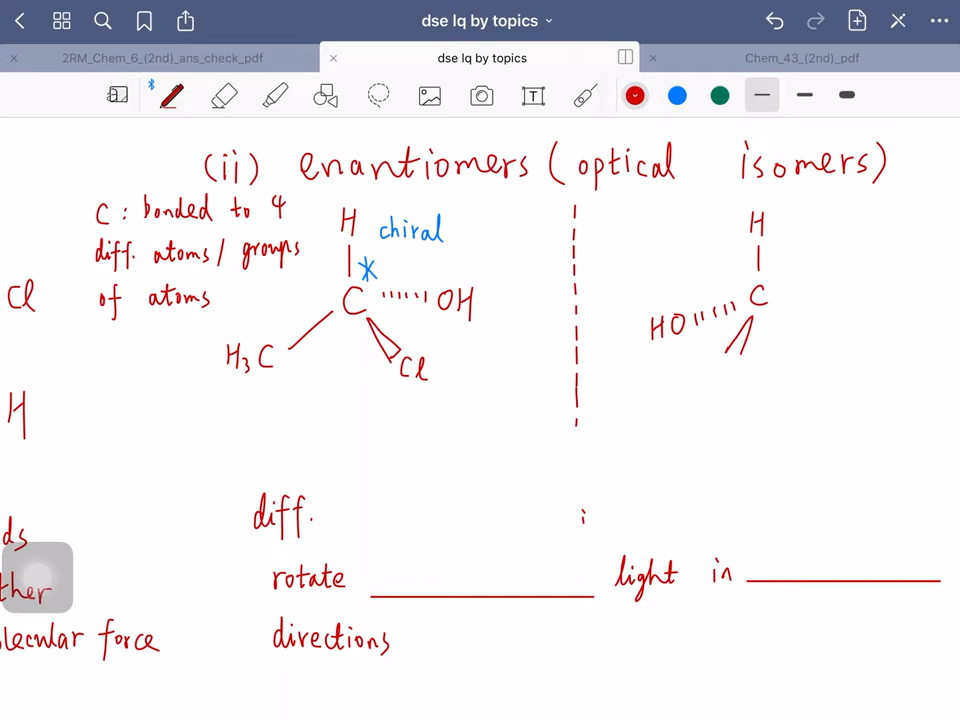 dse lq by topics
2RM_Chem_6_(2nd)_ans_check_pdf
dse lq by topics
Chem_43_(2nd)_pdf
(ii) enantiomers (optical isomers)
C : bonded to 4
diff. atoms / groups
of atoms
Cl
H
H chiral
*
C OH
H3C
Cl
H
C
HO
diff. i
ds
rotate light in
ther
directions
lecular force